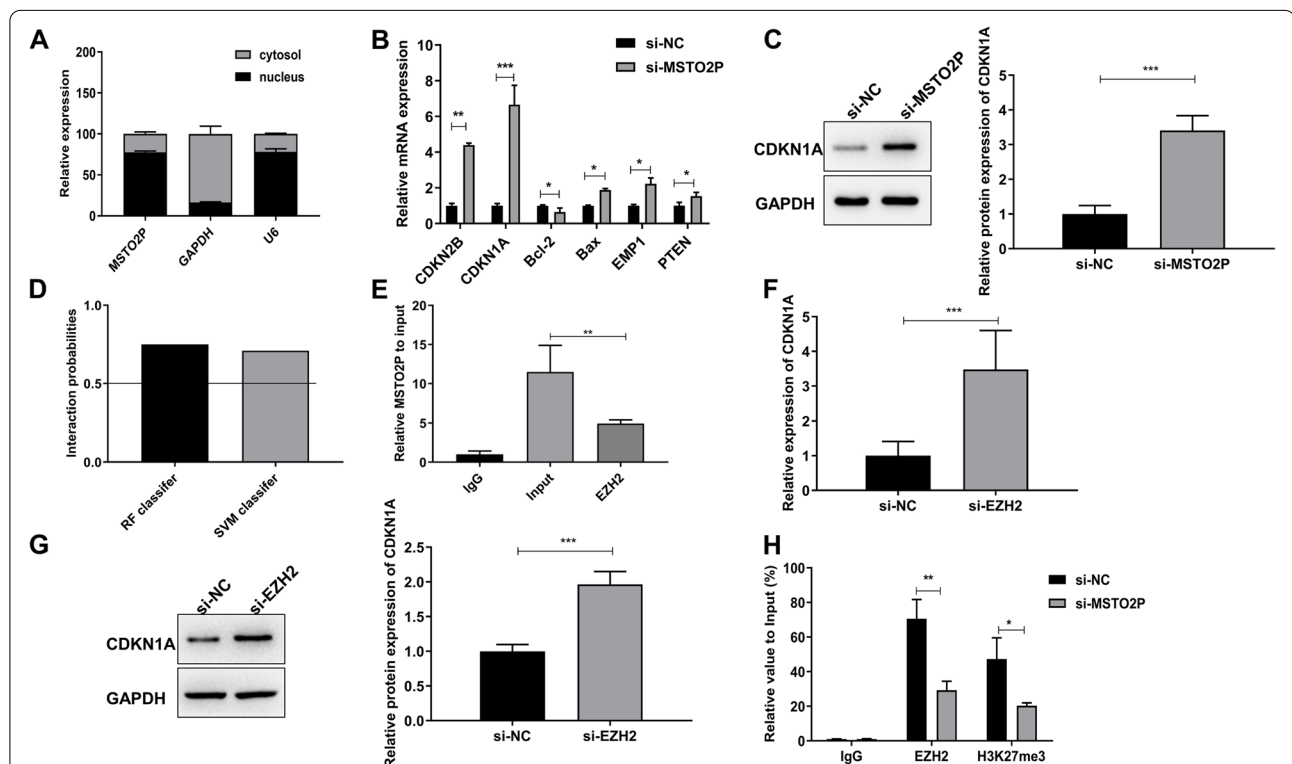 A
cytosol
nucleus
Relative expression
200
150
100
50
0
MSTO2P
GAPDH
U6
B
si-NC
si-MSTO2P
Relative mRNA expression
10
8
6
4
2
0
**
***
*
*
*
*
CDKN2B
CDKN1A
Bcl-2
Bax
EMP1
PTEN
C
si-NC
si-MSTO2P
CDKN1A
GAPDH
Relative protein expression of CDKN1A
5
4
3
2
1
0
***
si-NC
si-MSTO2P
D
Interaction probabilities
1.0
0.5
0.0
RF classifer
SVM classifer
E
Relative MSTO2P to input
20
15
10
5
0
**
IgG
Input
EZH2
F
Relative expression of CDKN1A
5
4
3
2
1
0
***
si-NC
si-EZH2
G
si-NC
si-EZH2
CDKN1A
GAPDH
Relative protein expression of CDKN1A
2.5
2.0
1.5
1.0
0.5
0.0
***
si-NC
si-EZH2
H
si-NC
si-MSTO2P
Relative value to Input (%)
100
80
60
40
20
0
**
*
IgG
EZH2
H3K27me3